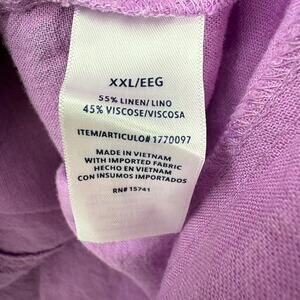 XXL/EEG
55% LINEN/LINO
45% VISCOSE/VISCOSA
ITEM/ARTICULO# 1770097
MADE IN VIETNAM
WITH IMPORTED FABRIC
HECHO EN VIETNAM
CON INSUMOS IMPORTADOS
RN# 15741